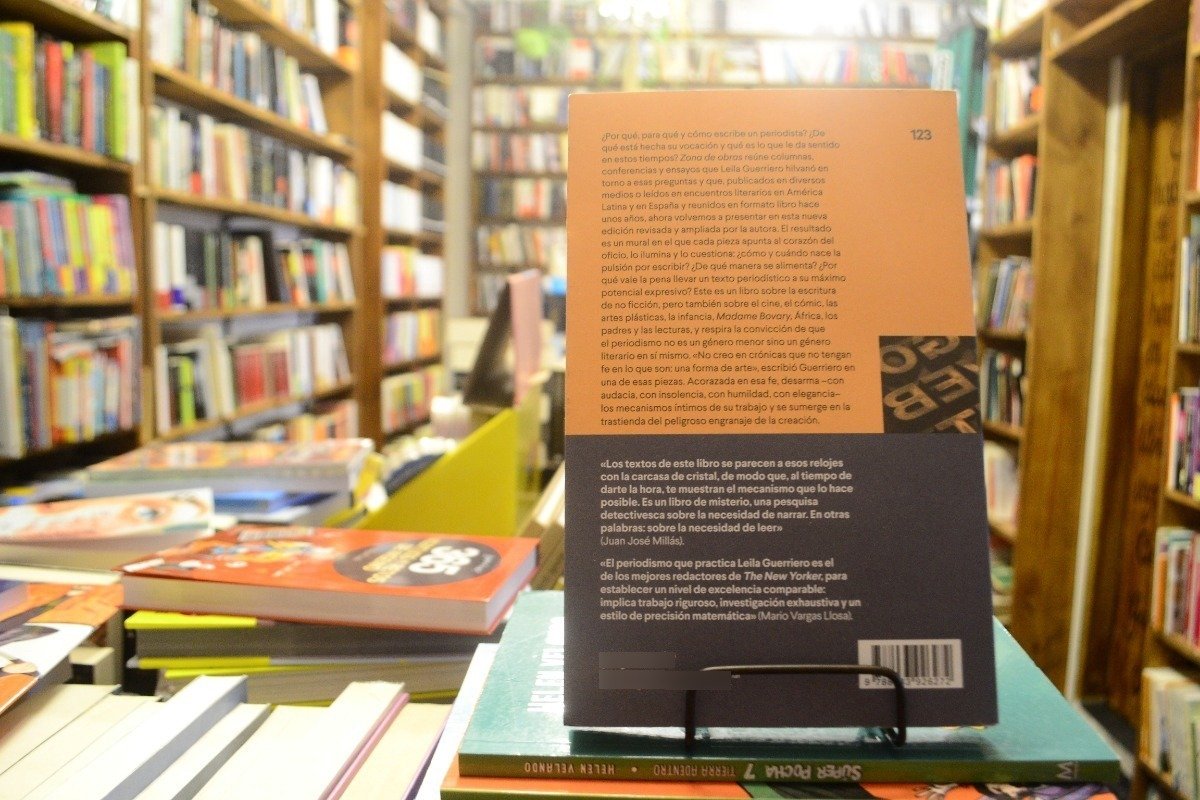 ¿Por qué, para qué y cómo escribe un periodista? ¿De
qué está hecha su vocación y qué es lo que le da sentido
en estos tiempos? Zona de obras reúne columnas,
conferencias y ensayos que Leila Guerriero hilvanó en
torno a esas preguntas y que, publicados en diversos
medios o leídos en encuentros literarios en América
Latina y en España y reunidos en formato libro hace
unos años, ahora volvemos a presentar en esta nueva
edición revisada y ampliada por la autora. El resultado
es un mural en el que cada pieza apunta al corazón del
oficio, lo ilumina y lo cuestiona: ¿cómo y cuándo nace la
pulsión por escribir? ¿De qué manera se alimenta? ¿Por
qué vale la pena llevar un texto periodístico a su máximo
potencial expresivo? Este es un libro sobre la escritura
de no ficción, pero también sobre el cine, el cómic, las
artes plásticas, la infancia, Madame Bovary, África, los
padres y las lecturas, y respira la convicción de que
el periodismo no es un género menor sino un género
literario en sí mismo. «No creo en crónicas que no tengan
fe en lo que son: una forma de arte», escribió Guerriero en
una de esas piezas. Acorazada en esa fe, desarma –con
audacia, con insolencia, con humildad, con elegancia–
los mecanismos íntimos de su trabajo y se sumerge en la
trastienda del peligroso engranaje de la creación.
123
«Los textos de este libro se parecen a esos relojes
con la carcasa de cristal, de modo que, al tiempo de
darte la hora, te muestran el mecanismo que lo hace
posible. Es un libro de misterio, una pesquisa
detectivesca sobre la necesidad de narrar. En otras
palabras: sobre la necesidad de leer»
(Juan José Millás).
«El periodismo que practica Leila Guerriero es el
de los mejores redactores de The New Yorker, para
establecer un nivel de excelencia comparable:
implica trabajo riguroso, investigación exhaustiva y un
estilo de precisión matemática» (Mario Vargas Llosa).
SUPER POCHA 7 TIERRA ADENTRO • HELEN VELANDO